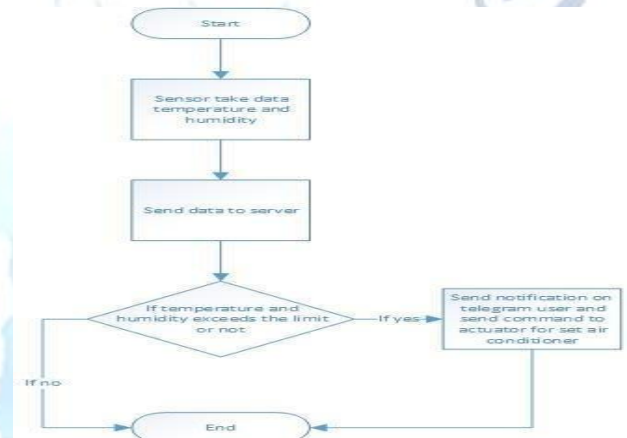 Start
Sensor take data
temperature and
humidity
Send data to server
If temperature and
humidity exceeds the limit
or not
If yes
Send notification on
telegram user and
send command to
actuator for set air
conditioner
If no
End